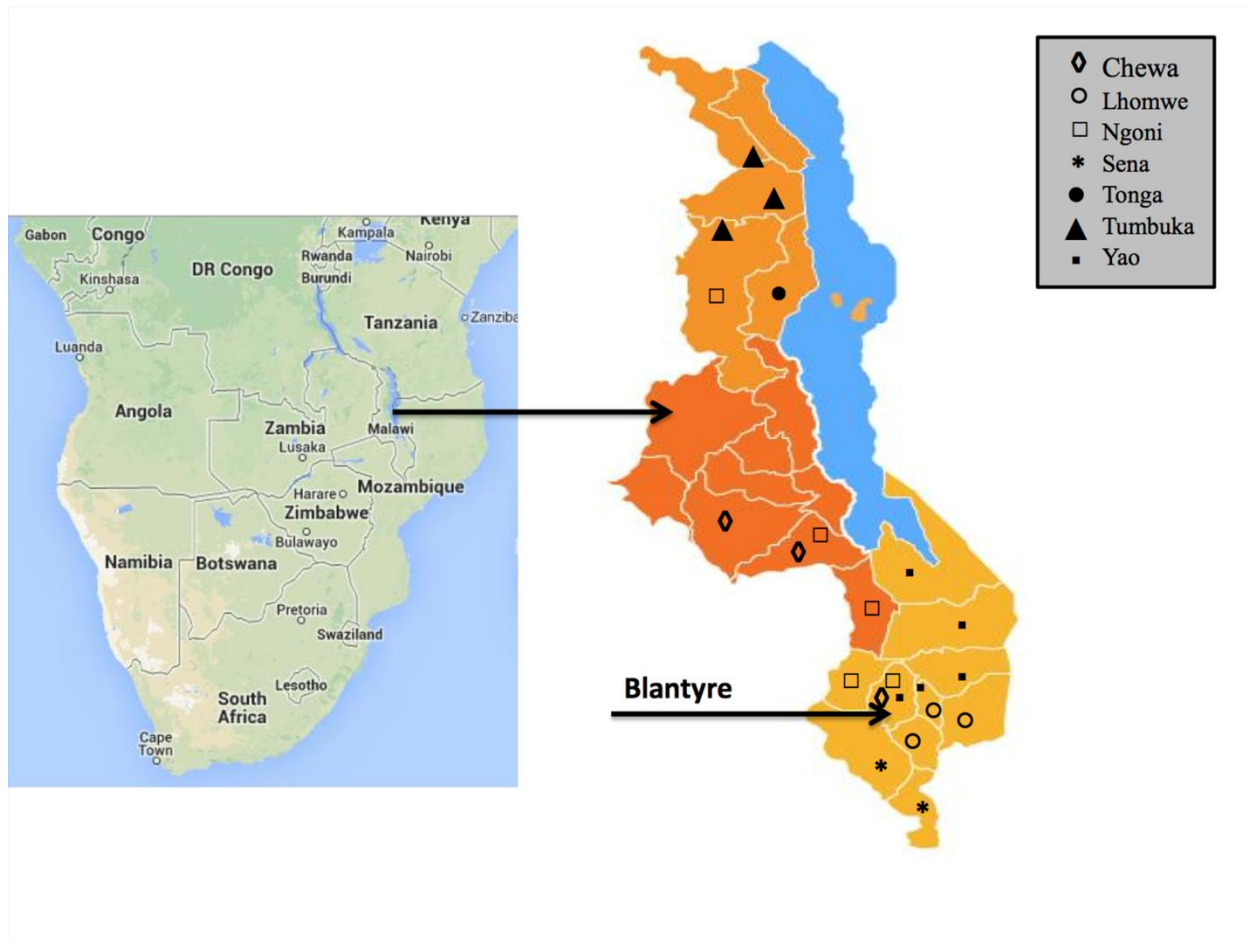 Chewa
Lhomwe
Ngoni
Sena
Tonga
Tumbuka
Yao
Kenya
Gabon
Congo
Kampala
Rwanda
Nairobi
DR Congo
Burundi
Kinshasa
Tanzania
Zanziba
Luanda
Angola
Zambia
Malawi
Lusaka
Mozambique
Harare
Zimbabwe
Bulawayo
Namibia
Botswana
Pretoria
Swaziland
Lesotho
South
Africa
Cape
Town
Blantyre